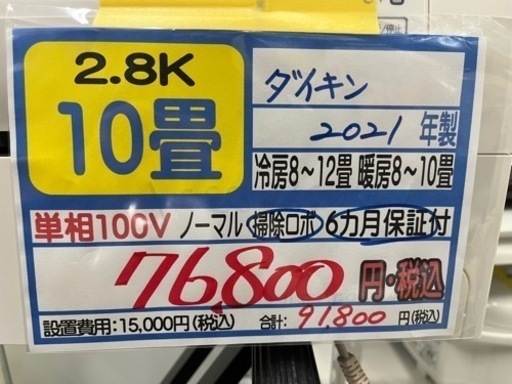 2.8K
10畳
ダイキン
2021 年製
冷房8～12畳 暖房8～10畳
単相100V ノーマル 掃除ロボ 6カ月保証付
76,800 円・税込
設置費用:15,000円(税込) 合計: 91,800 円(税込)